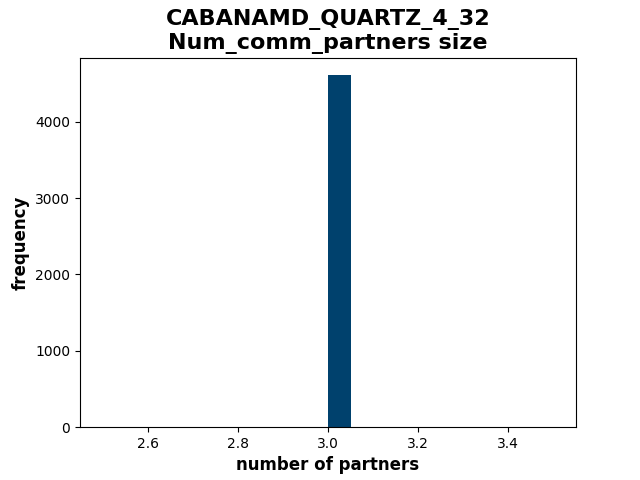 CABANAMD_QUARTZ_4_32
Num_comm_partners size
frequency
4000
3000
2000
1000
0
2.6 2.8 3.0 3.2 3.4
number of partners